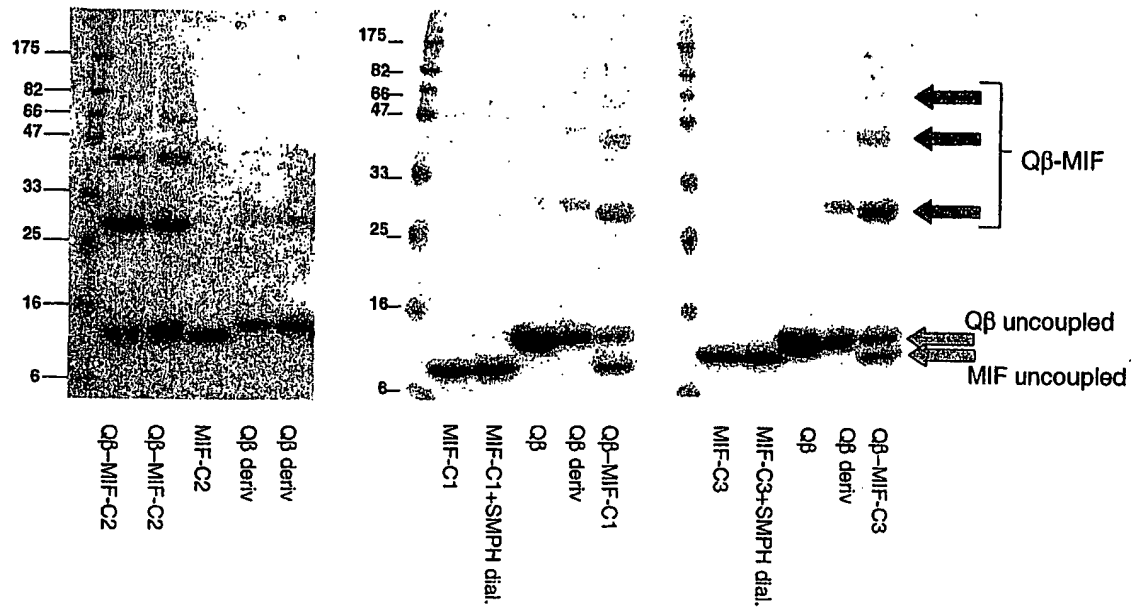 175
82
66
47
33
25
16
6
Qβ–MIF-C2
Qβ–MIF-C2
MIF-C2
Qβ deriv
Qβ deriv
175
82
66
47
33
25
16
6
MIF-C1
MIF-C1+SMPH dial.
Qβ
Qβ deriv
Qβ–MIF-C1
MIF-C3
MIF-C3+SMPH dial.
Qβ
Qβ deriv
Qβ–MIF-C3
Qβ-MIF
Qβ uncoupled
MIF uncoupled